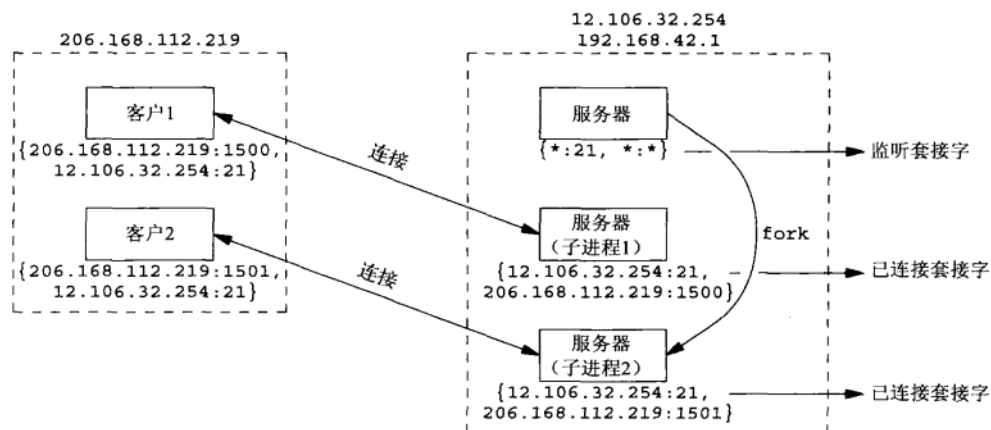 206.168.112.219
12.106.32.254
192.168.42.1
客户1
{206.168.112.219:1500,
12.106.32.254:21}
连接
服务器
{*:21, *:*}
监听套接字
客户2
{206.168.112.219:1501,
12.106.32.254:21}
连接
服务器
(子进程1)
{12.106.32.254:21,
206.168.112.219:1500}
fork
已连接套接字
服务器
(子进程2)
{12.106.32.254:21,
206.168.112.219:1501}
已连接套接字